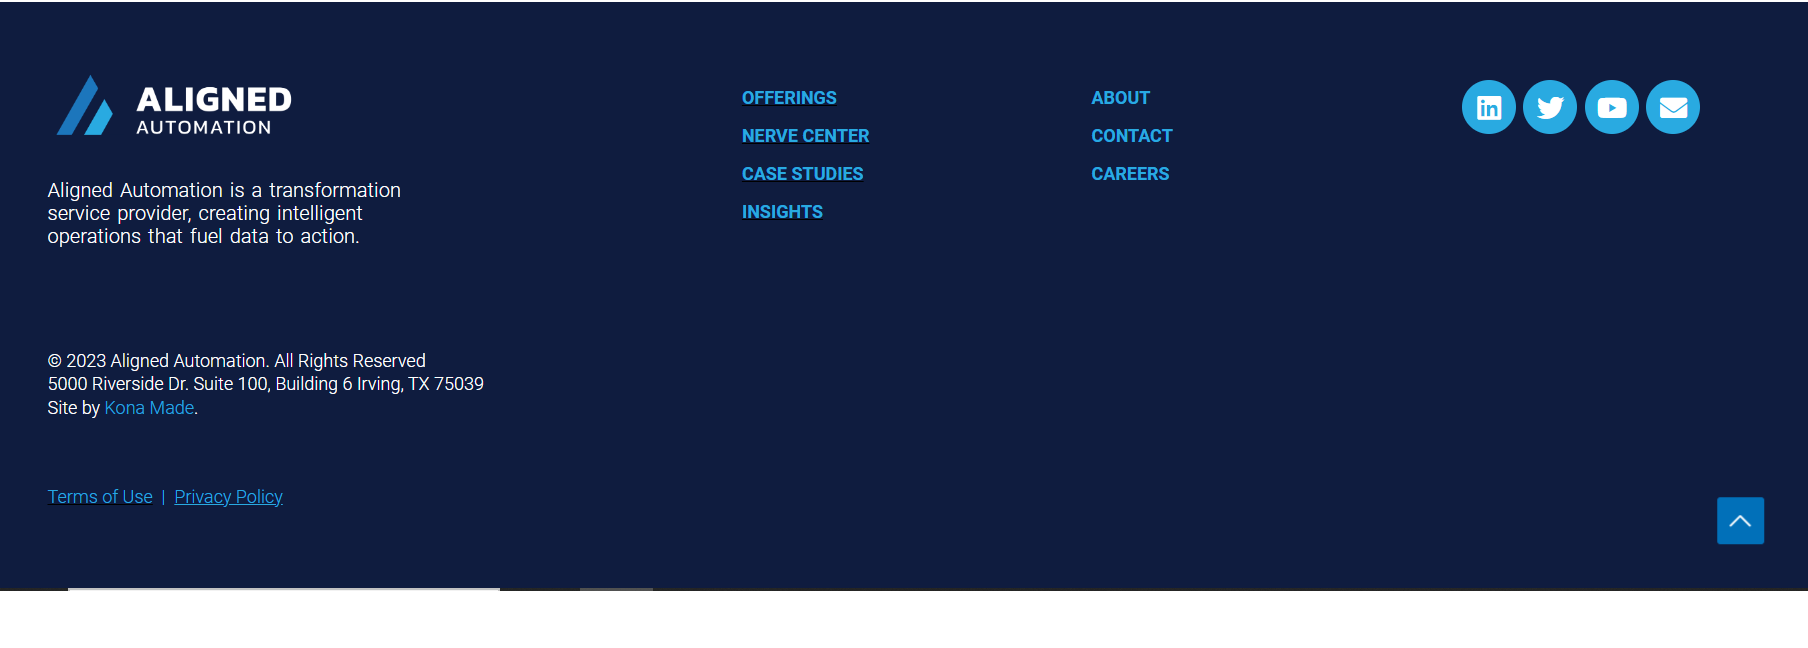 ALIGNED
AUTOMATION
Aligned Automation is a transformation
service provider, creating intelligent
operations that fuel data to action.
OFFERINGS
NERVE CENTER
CASE STUDIES
INSIGHTS
ABOUT
CONTACT
CAREERS
in
© 2023 Aligned Automation. All Rights Reserved
5000 Riverside Dr. Suite 100, Building 6 Irving, TX 75039
Site by Kona Made.
Terms of Use | Privacy Policy